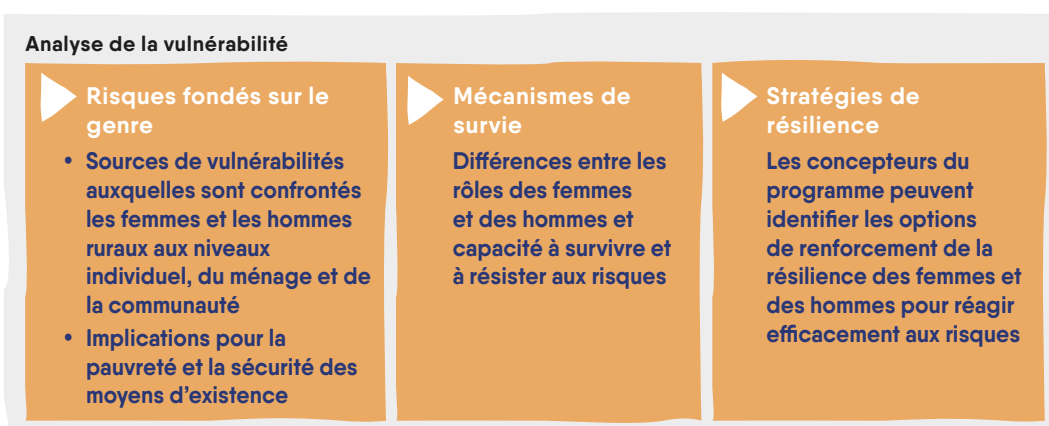 Analyse de la vulnérabilité
Risques fondés sur le
genre
• Sources de vulnérabilités
auxquelles sont confrontés
les femmes et les hommes
ruraux aux niveaux
individuel, du ménage et de
la communauté
• Implications pour la
pauvreté et la sécurité des
moyens d'existence
Mécanismes de
survie
Différences entre les
rôles des femmes
et des hommes et
capacité à survivre et
à résister aux risques
Stratégies de
résilience
Les concepteurs du
programme peuvent
identifier les options
de renforcement de la
résilience des femmes et
des hommes pour réagir
efficacement aux risques